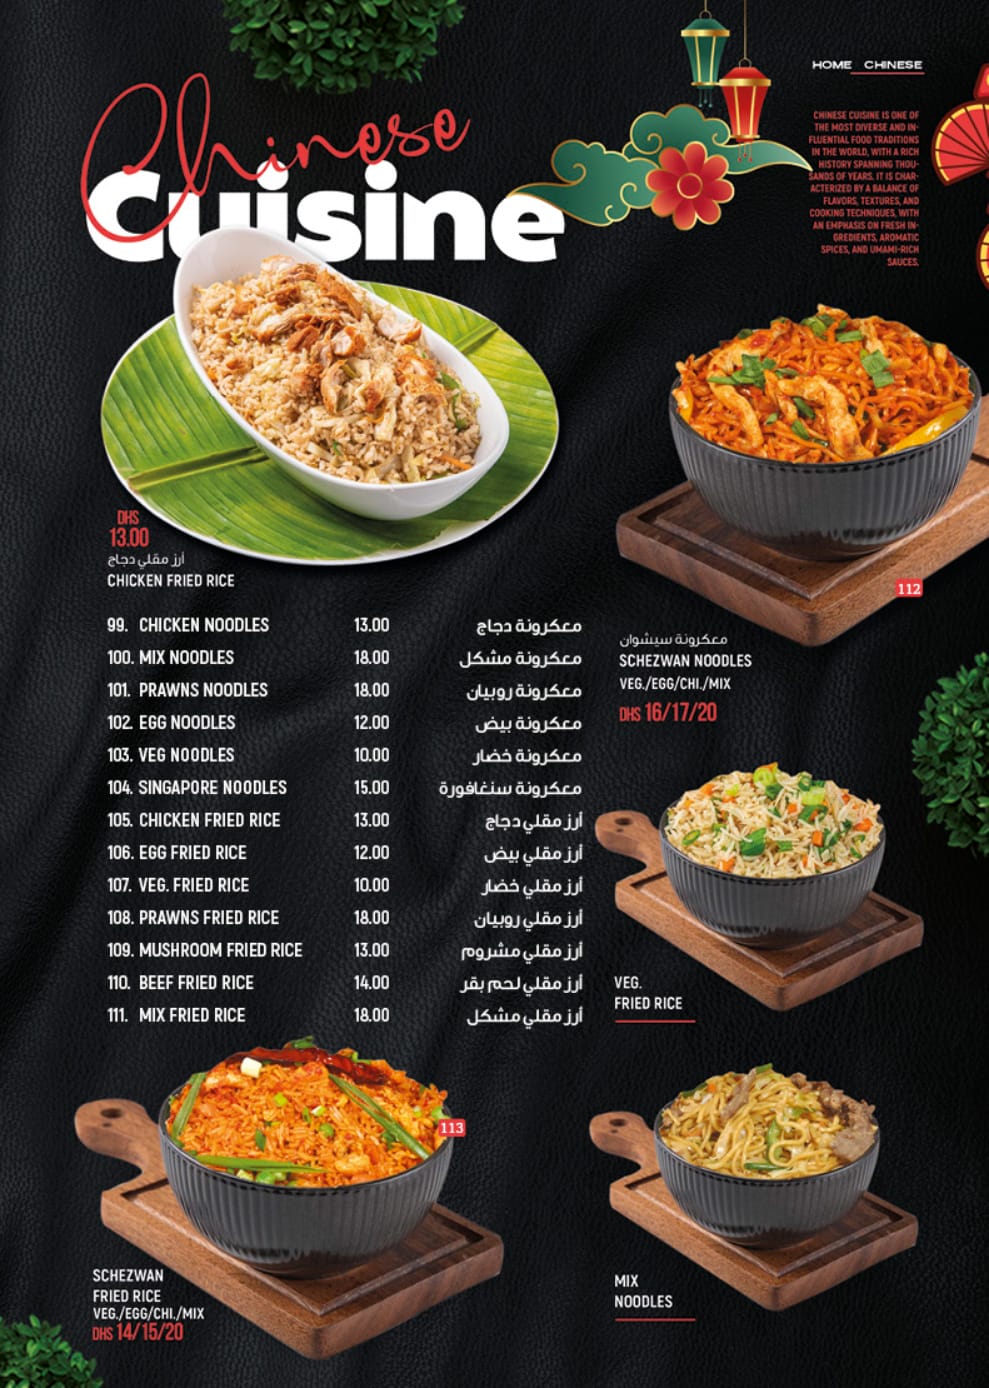 HOME CHINESE
Chinese
Cuisine
CHINESE CUISINE IS ONE OF
THE MOST DIVERSE AND IN-
FLUENTIAL FOOD TRADITIONS
IN THE WORLD, WITH A RICH
HISTORY SPANNING THOU-
SANDS OF YEARS. IT IS CHAR-
ACTERIZED BY A BALANCE OF
FLAVORS, TEXTURES, AND
COOKING TECHNIQUES, WITH
AN EMPHASIS ON FRESH IN-
GREDIENTS, AROMATIC
SPICES, AND UMAMI-RICH
SAUCES.
DHS
13.00
أرز مقلي دجاج
CHICKEN FRIED RICE
99. CHICKEN NOODLES 13.00 معكرونة دجاج
100. MIX NOODLES 18.00 معكرونة مشكل
101. PRAWNS NOODLES 18.00 معكرونة روبيان
102. EGG NOODLES 12.00 معكرونة بيض
103. VEG NOODLES 10.00 معكرونة خضار
104. SINGAPORE NOODLES 15.00 معكرونة سنغافورة
105. CHICKEN FRIED RICE 13.00 أرز مقلي دجاج
106. EGG FRIED RICE 12.00 أرز مقلي بيض
107. VEG. FRIED RICE 10.00 أرز مقلي خضار
108. PRAWNS FRIED RICE 18.00 أرز مقلي روبيان
109. MUSHROOM FRIED RICE 13.00 أرز مقلي مشروم
110. BEEF FRIED RICE 14.00 أرز مقلي لحم بقر
111. MIX FRIED RICE 18.00 أرز مقلي مشكل
112
معكرونة سيشوان
SCHEZWAN NOODLES
VEG./EGG/CHI./MIX
DHS 16/17/20
VEG.
FRIED RICE
113
SCHEZWAN
FRIED RICE
VEG./EGG/CHI./MIX
DHS 14/15/20
MIX
NOODLES